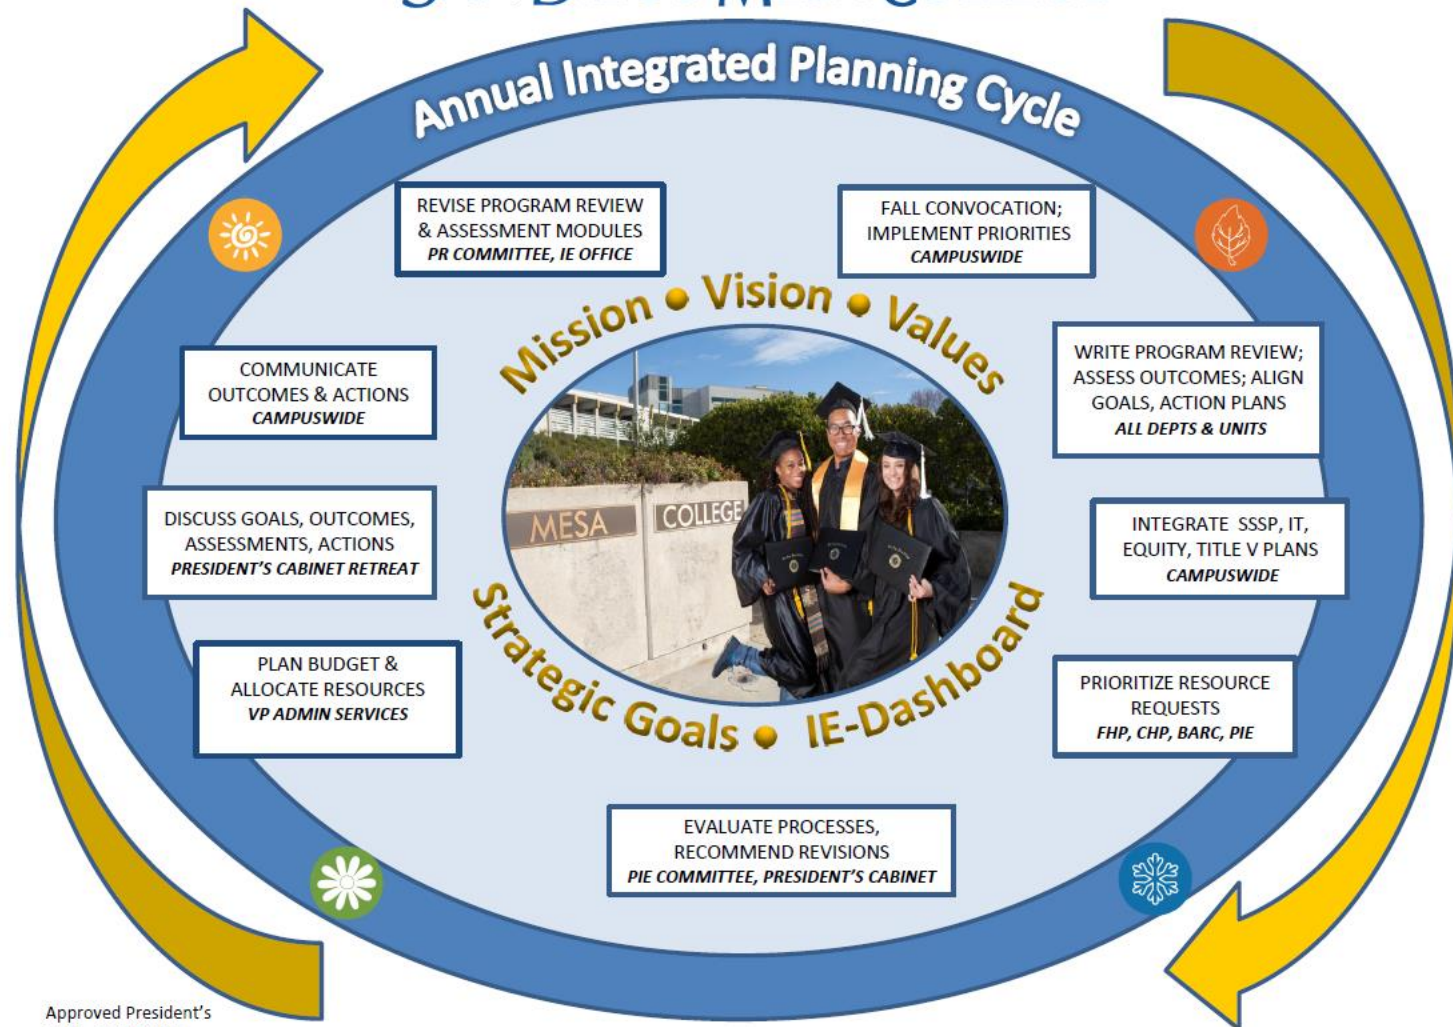 Annual Integrated Planning Cycle
REVISE PROGRAM REVIEW
& ASSESSMENT MODULES
PR COMMITTEE, IE OFFICE
FALL CONVOCATION;
IMPLEMENT PRIORITIES
CAMPUSWIDE
Mission • Vision • Values
COMMUNICATE
OUTCOMES & ACTIONS
CAMPUSWIDE
WRITE PROGRAM REVIEW;
ASSESS OUTCOMES; ALIGN
GOALS, ACTION PLANS
ALL DEPTS & UNITS
MESA COLLEGE
DISCUSS GOALS, OUTCOMES,
ASSESSMENTS, ACTIONS
PRESIDENT'S CABINET RETREAT
INTEGRATE SSSP, IT,
EQUITY, TITLE V PLANS
CAMPUSWIDE
Strategic Goals • IE-Dashboard
PLAN BUDGET &
ALLOCATE RESOURCES
VP ADMIN SERVICES
PRIORITIZE RESOURCE
REQUESTS
FHP, CHP, BARC, PIE
EVALUATE PROCESSES,
RECOMMEND REVISIONS
PIE COMMITTEE, PRESIDENT'S CABINET
Approved President's